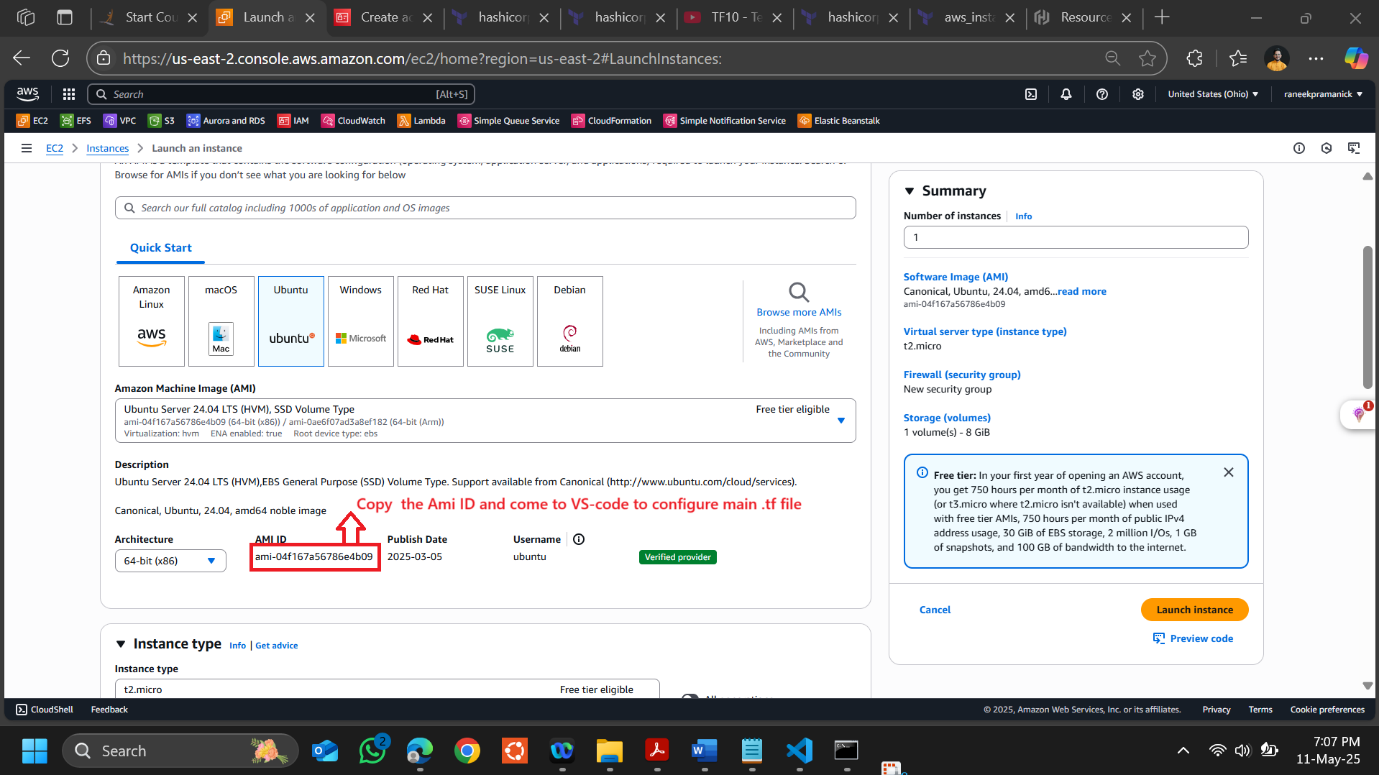 Start Cou
Launch a
Create ac
hashicorp
hashicorp
TF10 - Te
hashicorp
aws_insta
Resource
https://us-east-2.console.aws.amazon.com/ec2/home?region=us-east-2#LaunchInstances:
aws
Search
[Alt+S]
United States (Ohio)
raneekpramanick
EC2
EFS
VPC
S3
Aurora and RDS
IAM
CloudWatch
Lambda
Simple Queue Service
CloudFormation
Simple Notification Service
Elastic Beanstalk
EC2 > Instances > Launch an instance
Browse for AMIs if you don't see what you are looking for below
Search our full catalog including 1000s of application and OS images
Quick Start
Amazon
Linux
aws
macOS
Mac
Ubuntu
ubuntu®
Windows
Microsoft
Red Hat
Red Hat
SUSE Linux
SUSE
Debian
debian
Browse more AMIs
Including AMIs from
AWS, Marketplace and
the Community
Amazon Machine Image (AMI)
Ubuntu Server 24.04 LTS (HVM), SSD Volume Type
Free tier eligible
ami-04f167a56786e4b09 (64-bit (x86)) / ami-0ae6f07ad3a8ef182 (64-bit (Arm))
Virtualization: hvm ENA enabled: true Root device type: ebs
Description
Ubuntu Server 24.04 LTS (HVM),EBS General Purpose (SSD) Volume Type. Support available from Canonical (http://www.ubuntu.com/cloud/services).
Copy the Ami ID and come to VS-code to configure main .tf file
Canonical, Ubuntu, 24.04, amd64 noble image
Architecture
64-bit (x86)
AMI ID
ami-04f167a56786e4b09
Publish Date
2025-03-05
Username
ubuntu
Verified provider
Instance type
Info | Get advice
Instance type
t2.micro
Free tier eligible
Summary
Number of instances
Info
1
Software Image (AMI)
Canonical, Ubuntu, 24.04, amd6...read more
ami-04f167a56786e4b09
Virtual server type (instance type)
t2.micro
Firewall (security group)
New security group
Storage (volumes)
1 volume(s) - 8 GiB
Free tier: In your first year of opening an AWS account,
you get 750 hours per month of t2.micro instance usage
(or t3.micro where t2.micro isn't available) when used
with free tier AMIs, 750 hours per month of public IPv4
address usage, 30 GiB of EBS storage, 2 million I/Os, 1 GB
of snapshots, and 100 GB of bandwidth to the internet.
Cancel
Launch instance
Preview code
1
CloudShell
Feedback
© 2025, Amazon Web Services, Inc. or its affiliates.
Privacy
Terms
Cookie preferences
Search
2
7:07 PM
11-May-25